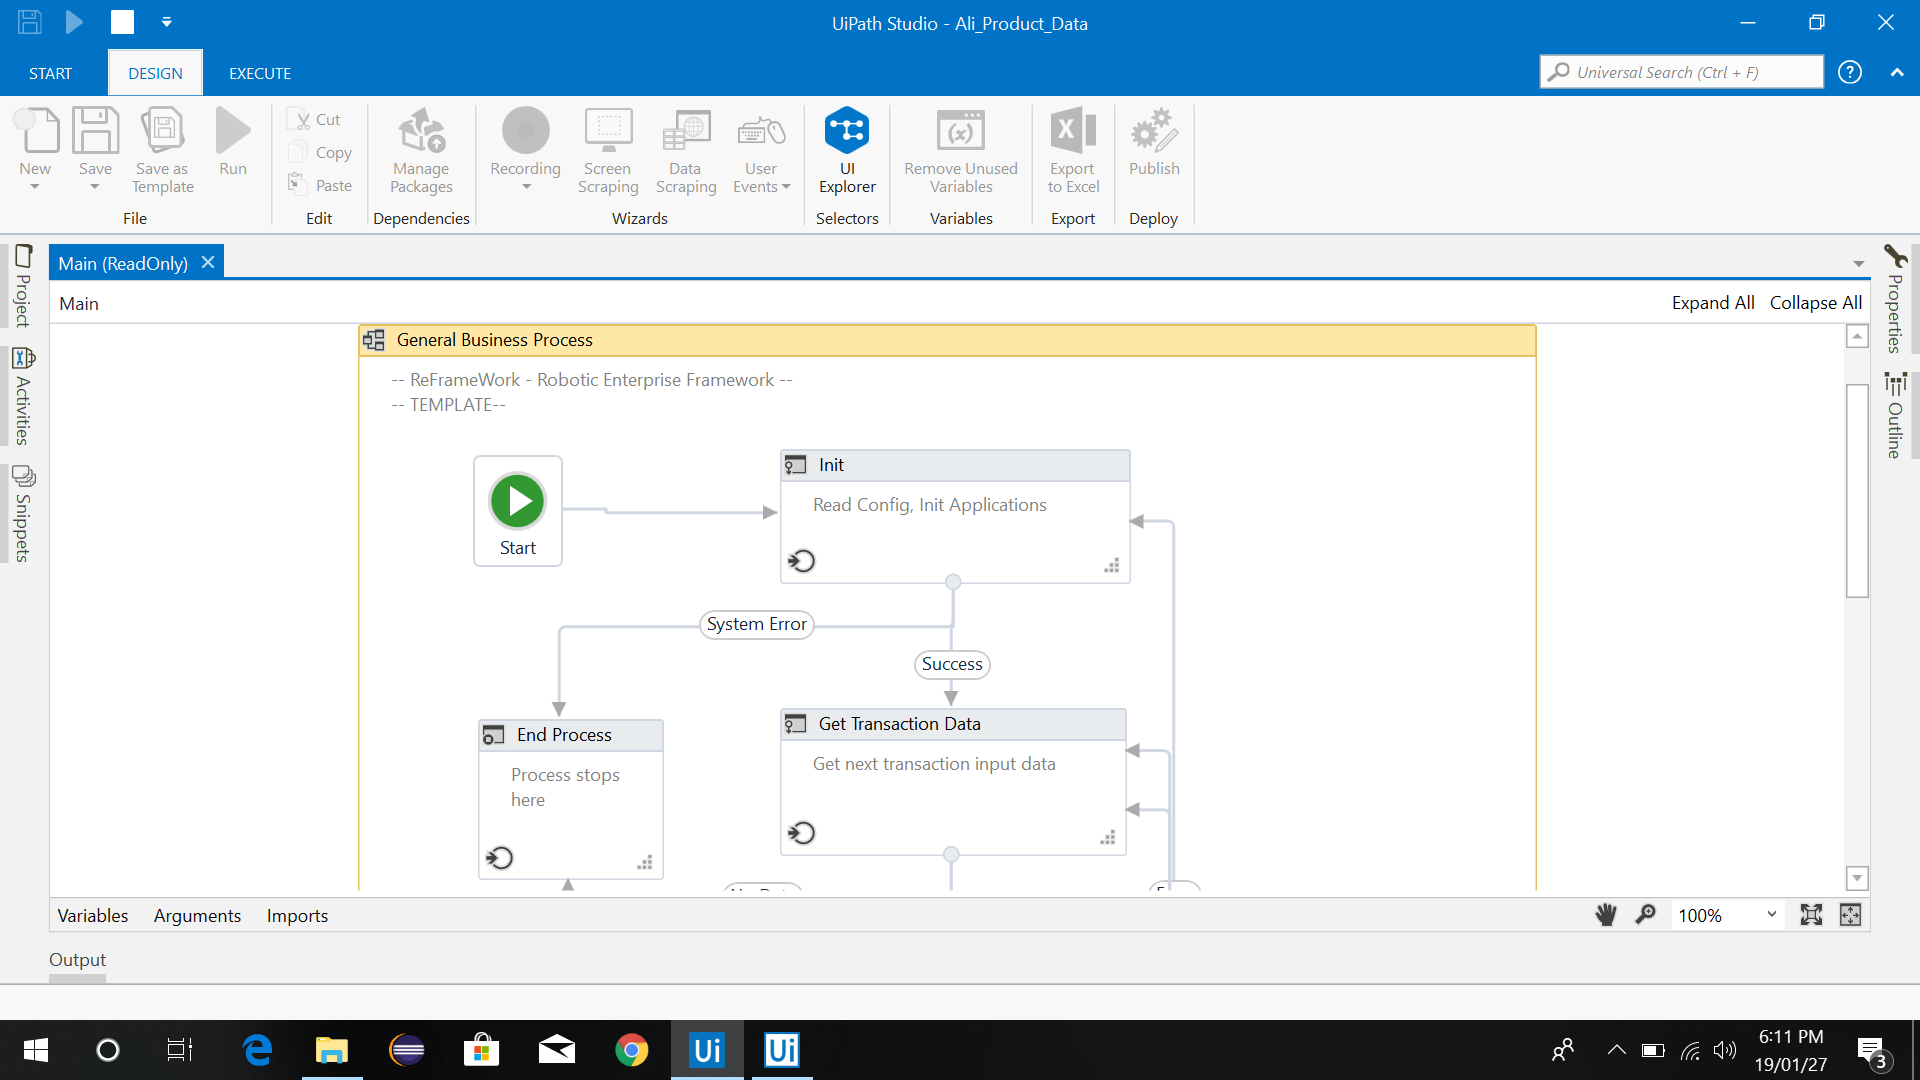 UiPath Studio - Ali_Product_Data
START
DESIGN
EXECUTE
Universal Search (Ctrl + F)
?
New
Save
Save as
Template
Run
File
Cut
Copy
Paste
Edit
Manage
Packages
Dependencies
Recording
Screen
Scraping
Data
Scraping
User
Events
Wizards
UI
Explorer
Selectors
Remove Unused
Variables
Variables
Export
to Excel
Export
Publish
Deploy
Project
Activities
Snippets
Main (ReadOnly)
Main
Expand All
Collapse All
Properties
Outline
General Business Process
-- ReFrameWork - Robotic Enterprise Framework --
-- TEMPLATE--
Start
Init
Read Config, Init Applications
System Error
Success
End Process
Process stops
here
Get Transaction Data
Get next transaction input data
Variables
Arguments
Imports
100%
Output
Ui
Ui
6:11 PM
19/01/27
3